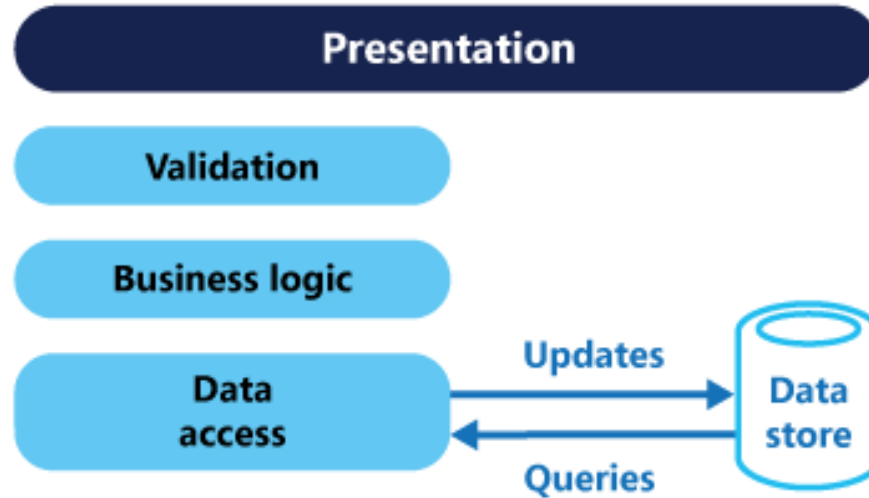 Presentation
Validation
Business logic
Data
access
Updates
Queries
Data
store